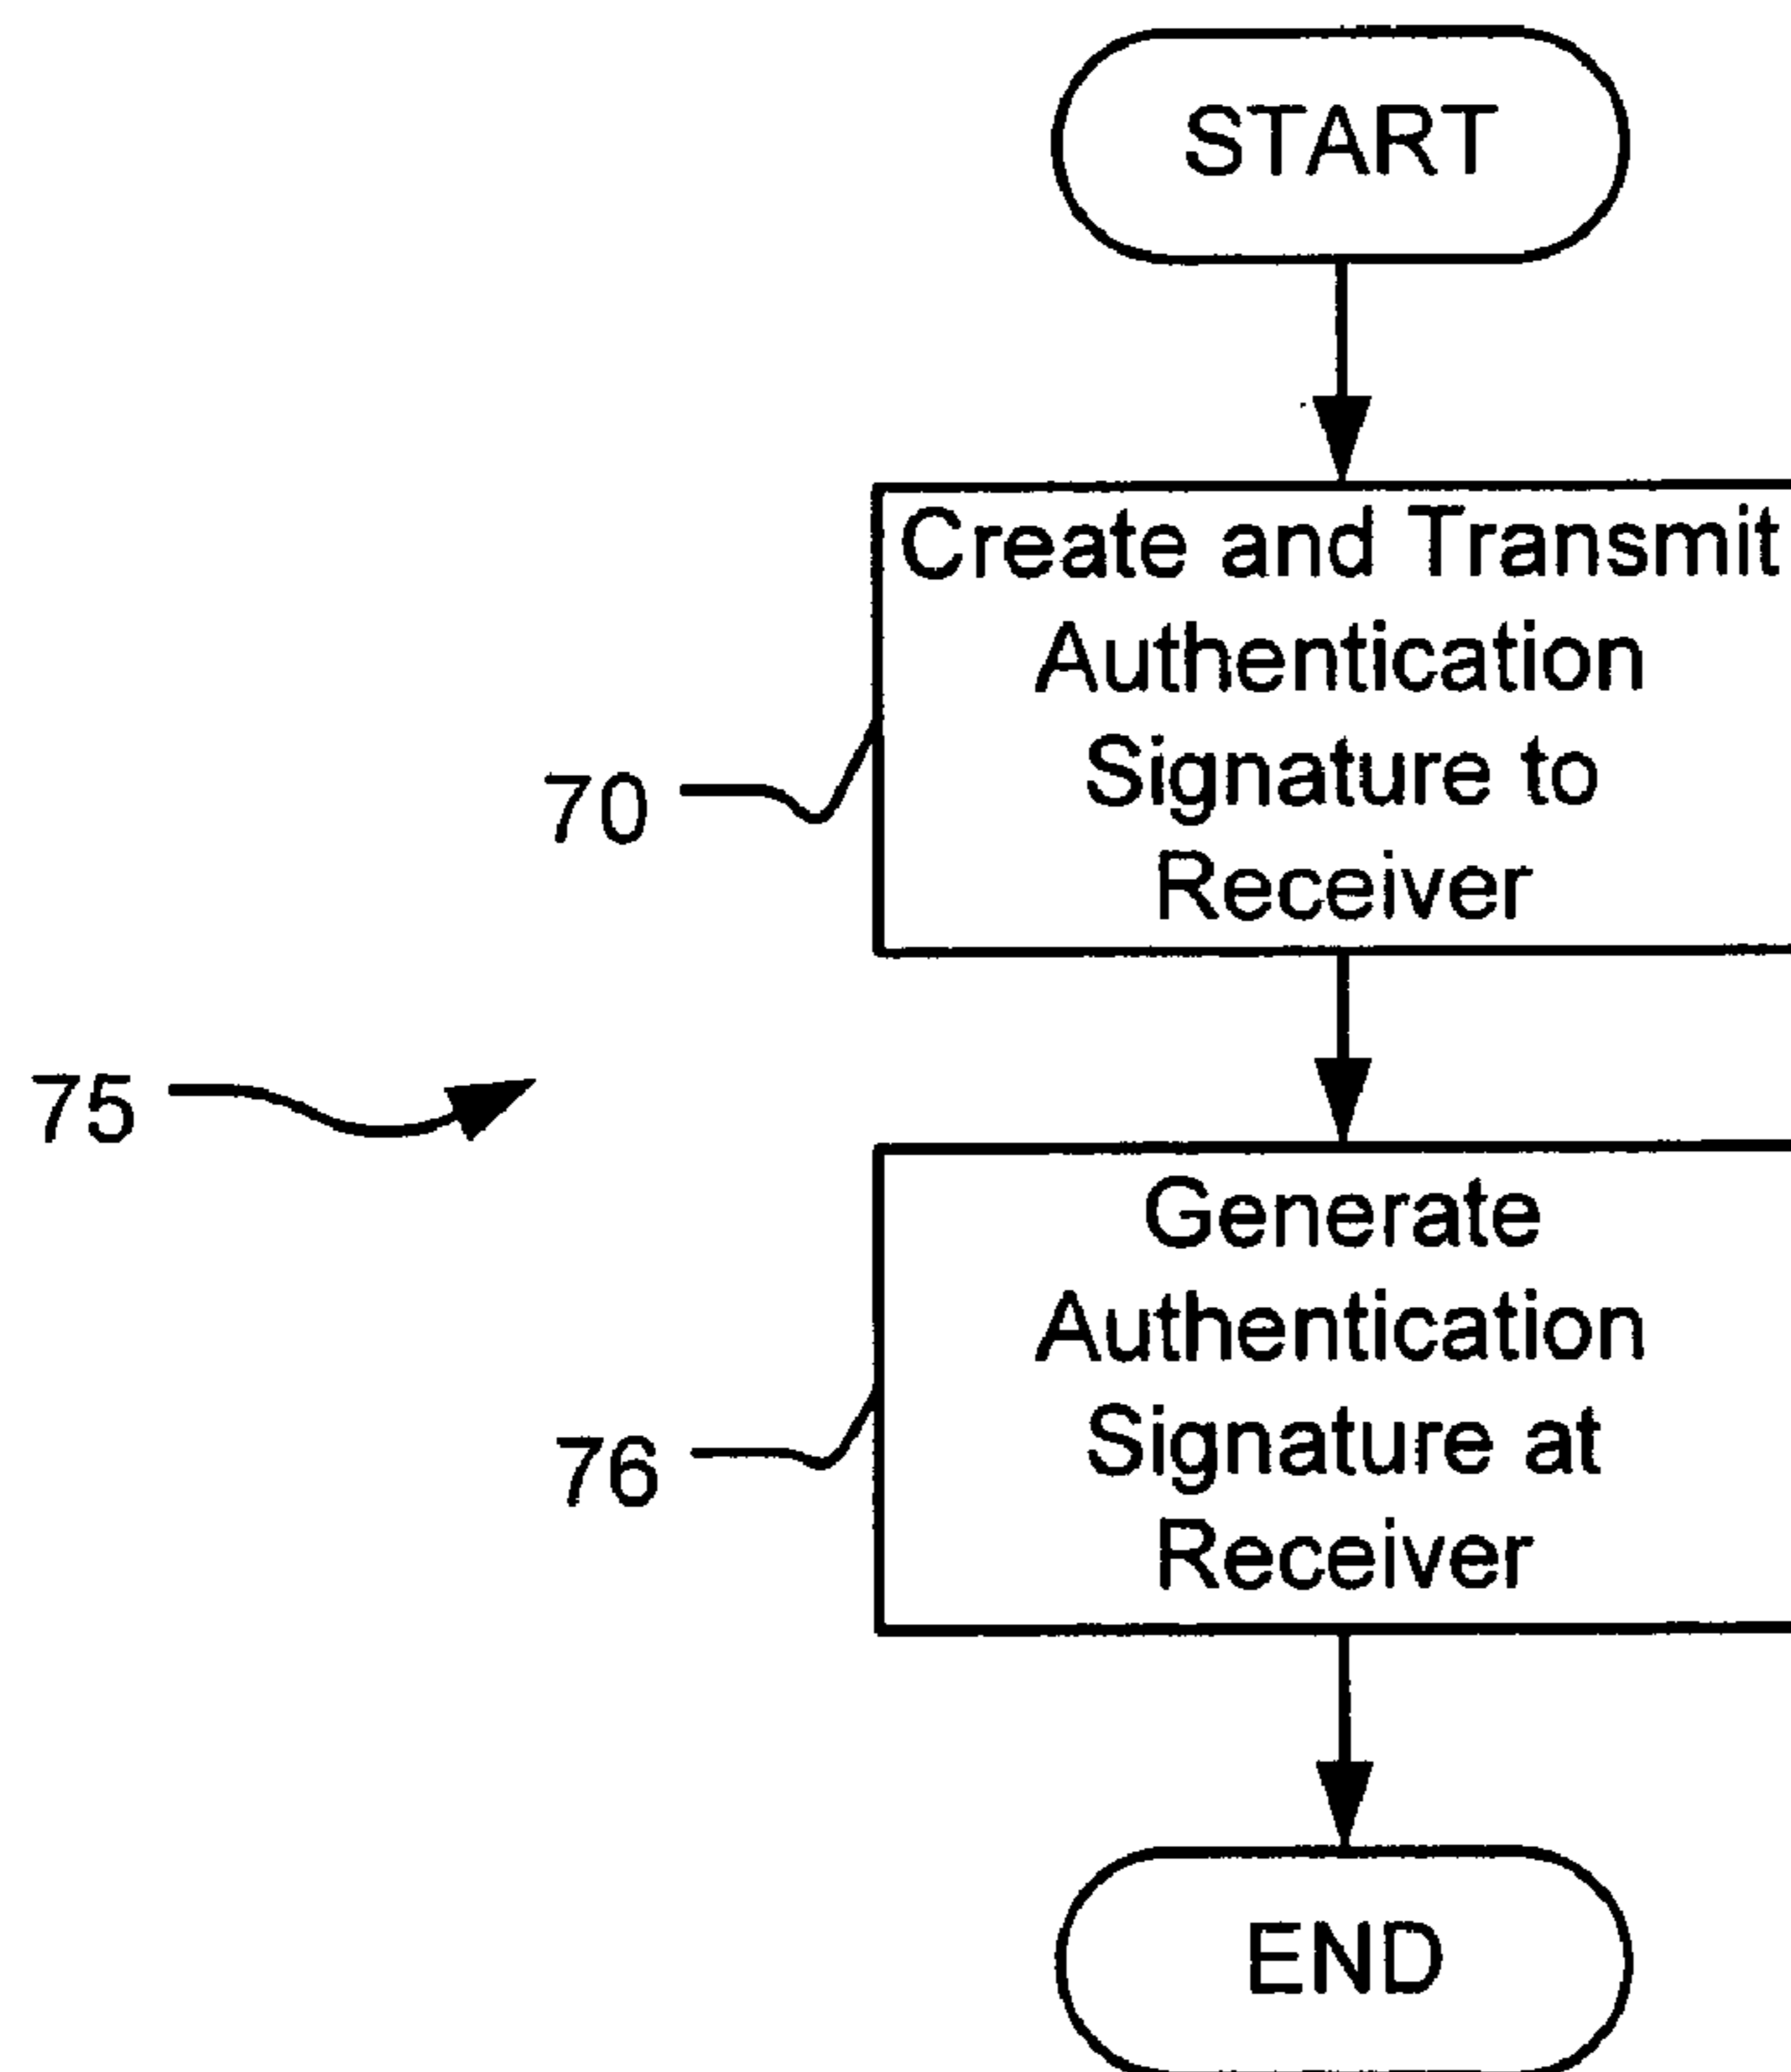 START
Create and Transmit
Authentication
Signature to
Receiver
70
75
Generate
Authentication
Signature at
Receiver
76
END